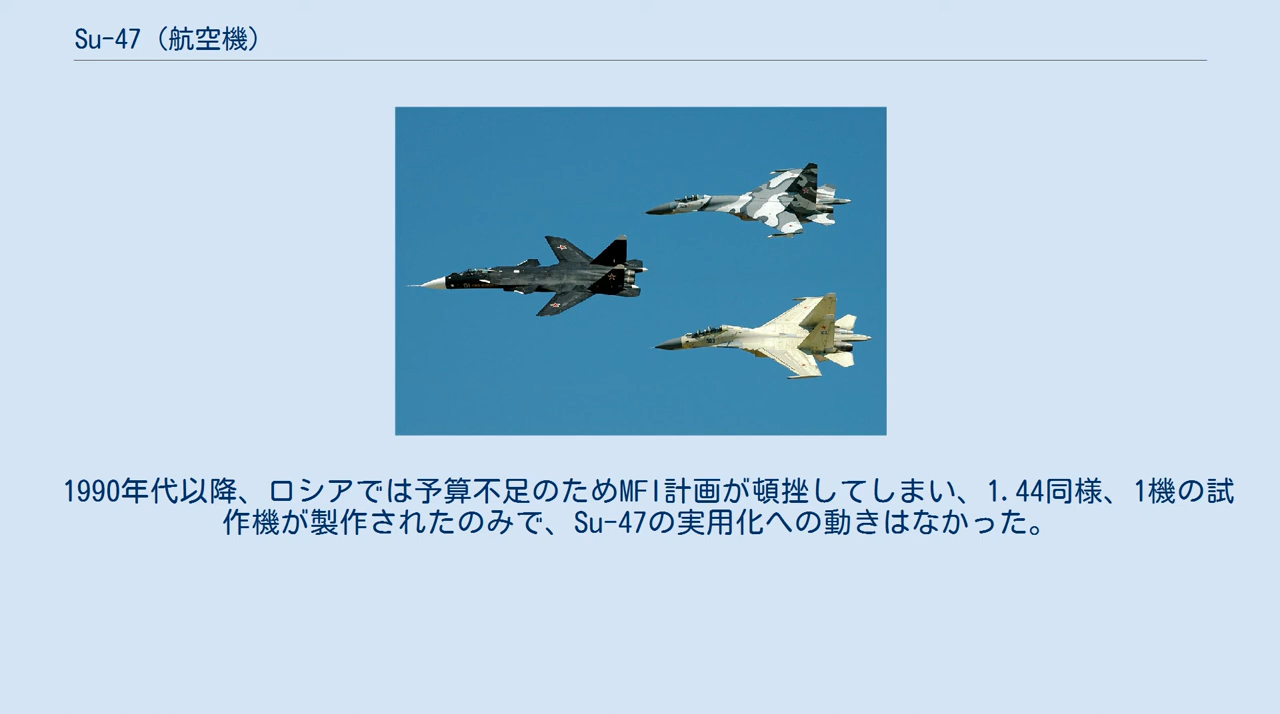 Su-47（航空機）
1990年代以降、ロシアでは予算不足のためMFI計画が頓挫してしまい、1.44同様、1機の試
作機が製作されたのみで、Su-47の実用化への動きはなかった。